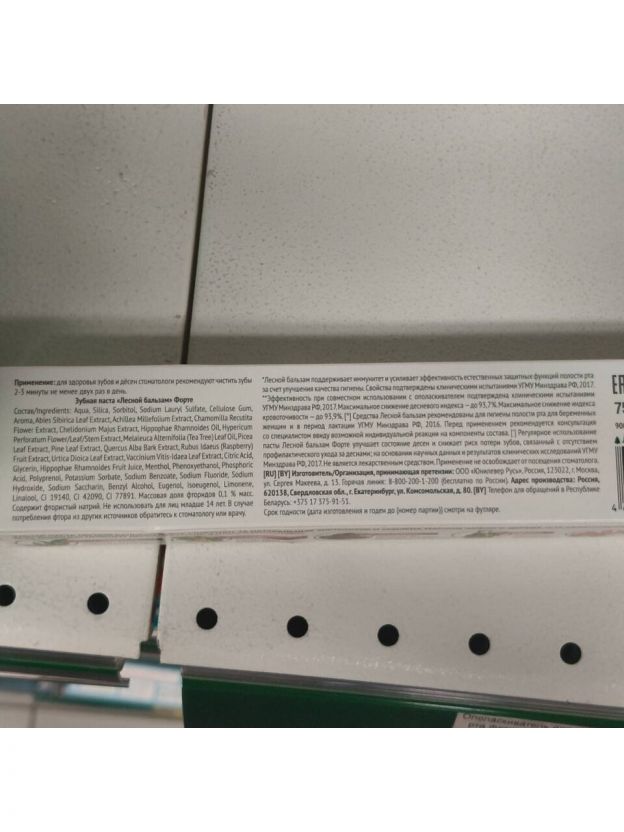 Применение: для здоровья зубов и дёсен стоматологи рекомендуют чистить зубы
2-3 минуты не менее двух раз в день.
Зубная паста «Лесной бальзам» Форте
Состав/Ingredients: Aqua, Silica, Sorbitol, Sodium Lauryl Sulfate, Cellulose Gum,
Aroma, Abies Sibirica Leaf Extract, Achillea Millefolium Extract, Chamomilla Recutita
Flower Extract, Chelidonium Majus Extract, Hippophae Rhamnoides Oil, Hypericum
Perforatum Flower/Leaf/Stem Extract, Melaleuca Alternifolia (Tea Tree) Leaf Oil, Picea
Leaf Extract, Pine Leaf Extract, Quercus Alba Bark Extract, Rubus Idaeus (Raspberry)
Fruit Extract, Urtica Dioica Leaf Extract, Vaccinium Vitis-Idaea Leaf Extract, Citric Acid,
Glycerin, Hippophae Rhamnoides Fruit Juice, Menthol, Phenoxyethanol, Phosphoric
Acid, Polyprenol, Potassium Sorbate, Sodium Benzoate, Sodium Fluoride, Sodium
Hydroxide, Sodium Saccharin, Benzyl Alcohol, Eugenol, Isoeugenol, Limonene,
Linalool, CI 19140, CI 42090, CI 77891. Массовая доля фторидов 0,1 % масс.
Содержит фтористый натрий. Не использовать для лиц младше 14 лет. В случае
потребления фтора из других источников обратитесь к стоматологу или врачу.
*Лесной бальзам поддерживает иммунитет и усиливает эффективность естественных защитных функций полости рта
за счет улучшения качества гигиены. Свойства подтверждены клиническими испытаниями УГМУ Минздрава РФ, 2017.
**Эффективность при совместном использовании с ополаскивателем подтверждена клиническими испытаниями
УГМУ Минздрава РФ, 2017. Максимальное снижение десневого индекса — до 93,7%. Максимальное снижение индекса
кровоточивости — до 93,9%. [*] Средства Лесной бальзам рекомендованы для гигиены полости рта для беременных
женщин и в период лактации УГМУ Минздрава РФ, 2016. Перед применением рекомендуется консультация
со специалистом ввиду возможной индивидуальной реакции на компоненты состава. [*] Регулярное использование
пасты Лесной бальзам Форте улучшает состояние десен и снижает риск потери зубов, связанный с отсутствием
профилактического ухода за деснами; на основании научных данных и результатов клинических исследований УГМУ
Минздрава РФ, 2017. Не является лекарственным средством. Применение не освобождает от посещения стоматолога.
[RU] [BY] Изготовитель/Организация, принимающая претензии: ООО «Юнилевер Русь», Россия, 123022, г. Москва,
ул. Сергея Макеева, д. 13. Горячая линия: 8-800-200-1-200 (бесплатно по России). Адрес производства: Россия,
620138, Свердловская обл., г. Екатеринбург, ул. Комсомольская, д. 80. [BY] Телефон для обращений в Республике
Беларусь: +375 17 375-91-51.
Срок годности (дата изготовления и годен до (номер партии)) смотри на футляре.
75
Ополаскиватель